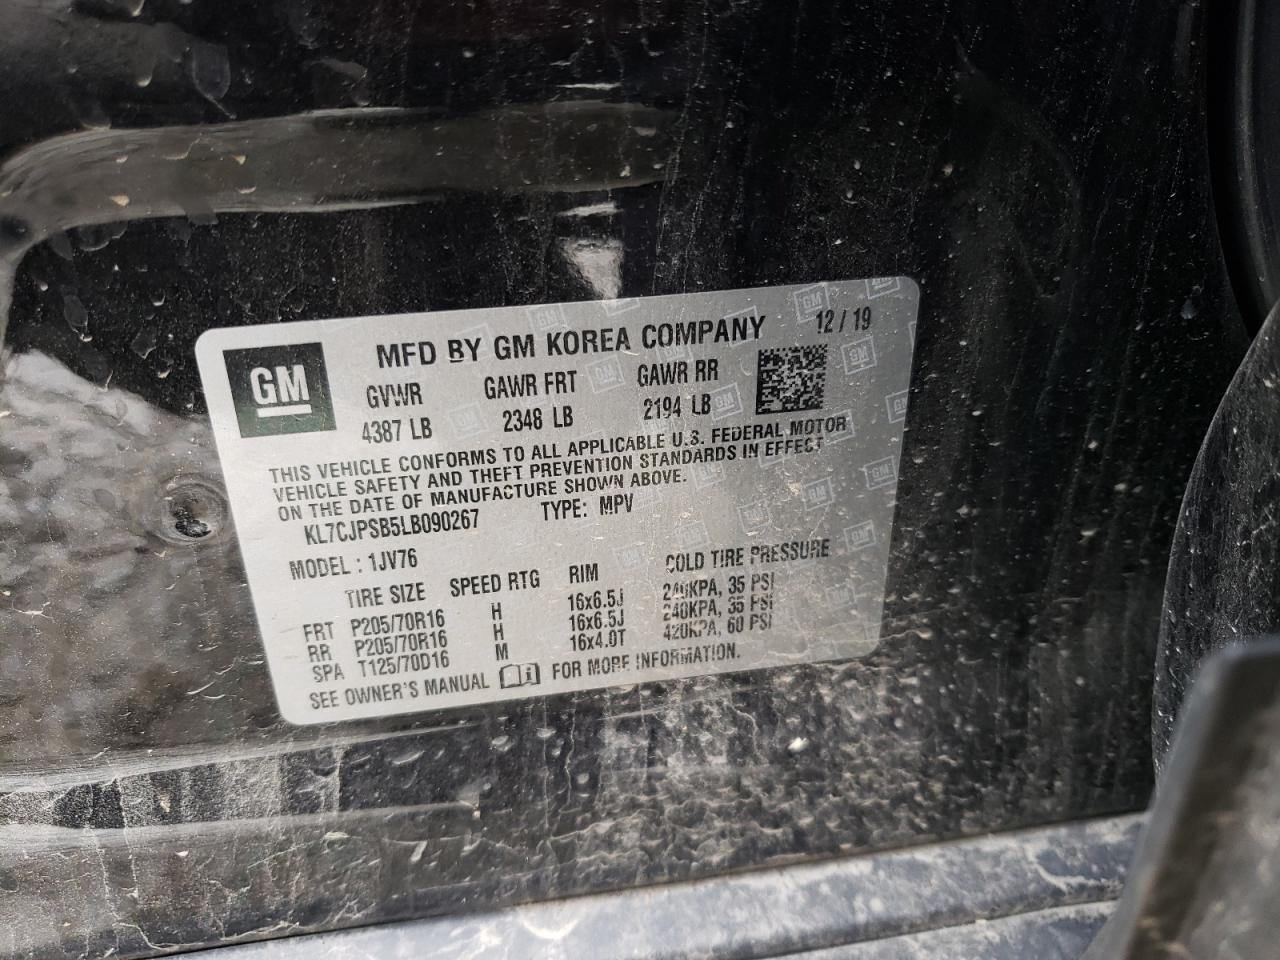 GM
MFD BY GM KOREA COMPANY 12 / 19
GVWR GAWR FRT GAWR RR
4387 LB 2348 LB 2194 LB
THIS VEHICLE CONFORMS TO ALL APPLICABLE U.S. FEDERAL MOTOR
VEHICLE SAFETY AND THEFT PREVENTION STANDARDS IN EFFECT
ON THE DATE OF MANUFACTURE SHOWN ABOVE.
KL7CJPSB5LB090267 TYPE: MPV
MODEL : 1JV76
TIRE SIZE SPEED RTG RIM COLD TIRE PRESSURE
FRT P205/70R16 H 16x6.5J 240KPA, 35 PSI
RR P205/70R16 H 16x6.5J 240KPA, 35 PSI
SPA T125/70D16 M 16x4.0T 420KPA, 60 PSI
SEE OWNER'S MANUAL i FOR MORE INFORMATION.